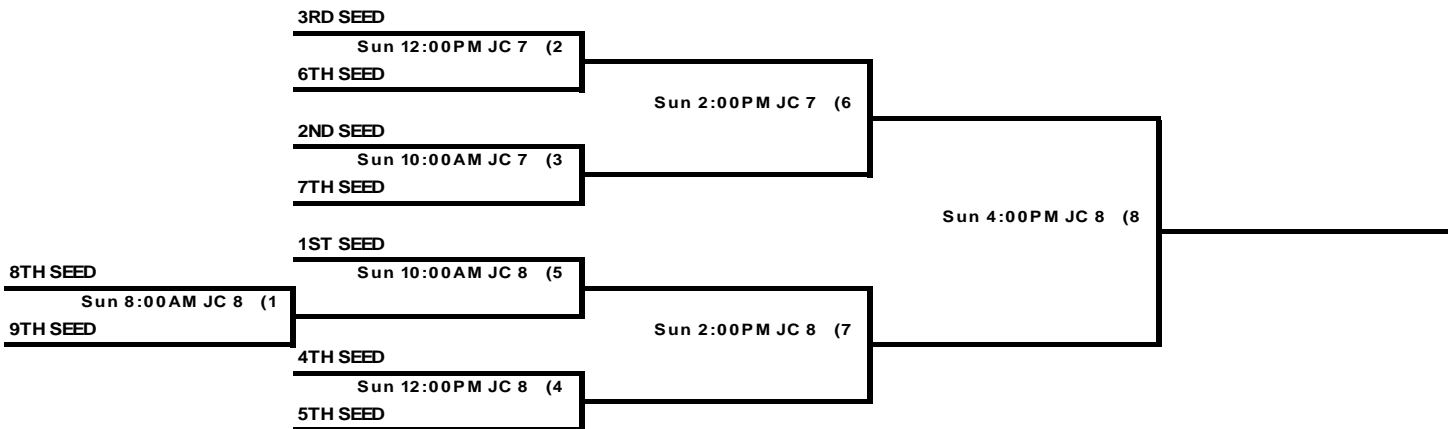 3RD SEED
Sun 12:00PM JC 7 (2
6TH SEED
Sun 2:00PM JC 7 (6
2ND SEED
Sun 10:00AM JC 7 (3
7TH SEED
Sun 4:00PM JC 8 (8
1ST SEED
8TH SEED
Sun 10:00AM JC 8 (5
Sun 8:00AM JC 8 (1
9TH SEED
Sun 2:00PM JC 8 (7
4TH SEED
Sun 12:00PM JC 8 (4
5TH SEED